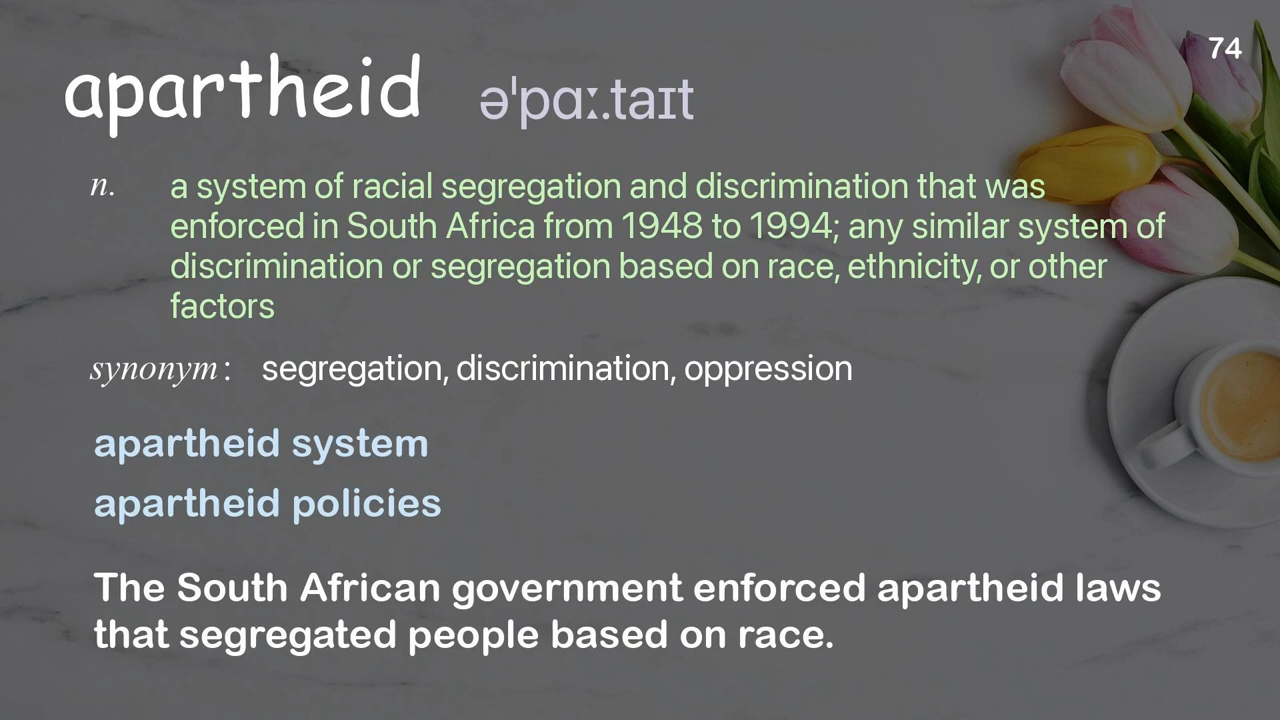 74
apartheid əˈpɑː.taɪt
n. a system of racial segregation and discrimination that was
enforced in South Africa from 1948 to 1994; any similar system of
discrimination or segregation based on race, ethnicity, or other
factors
synonym: segregation, discrimination, oppression
apartheid system
apartheid policies
The South African government enforced apartheid laws
that segregated people based on race.